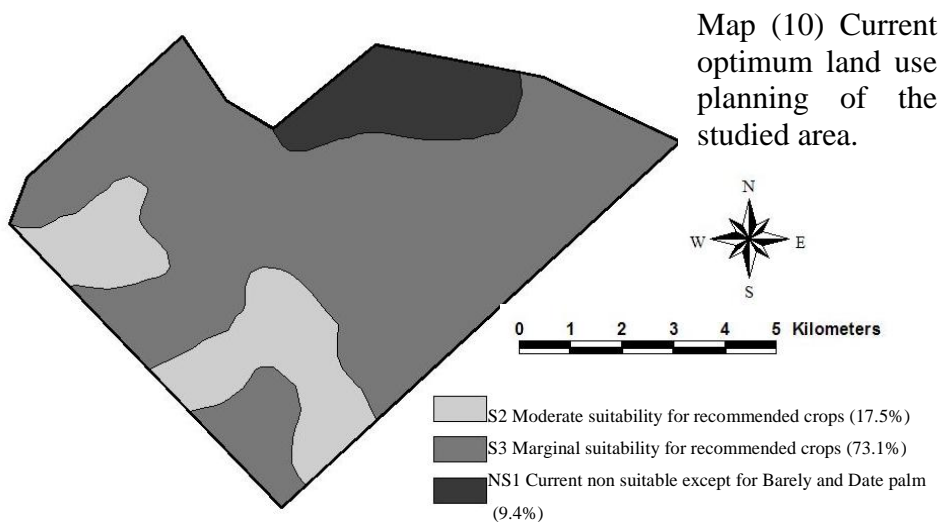 Map (10) Current
optimum land use
planning of the
studied area.
N
W E
S
0 1 2 3 4 5 Kilometers
S2 Moderate suitability for recommended crops (17.5%)
S3 Marginal suitability for recommended crops (73.1%)
NS1 Current non suitable except for Barely and Date palm
(9.4%)